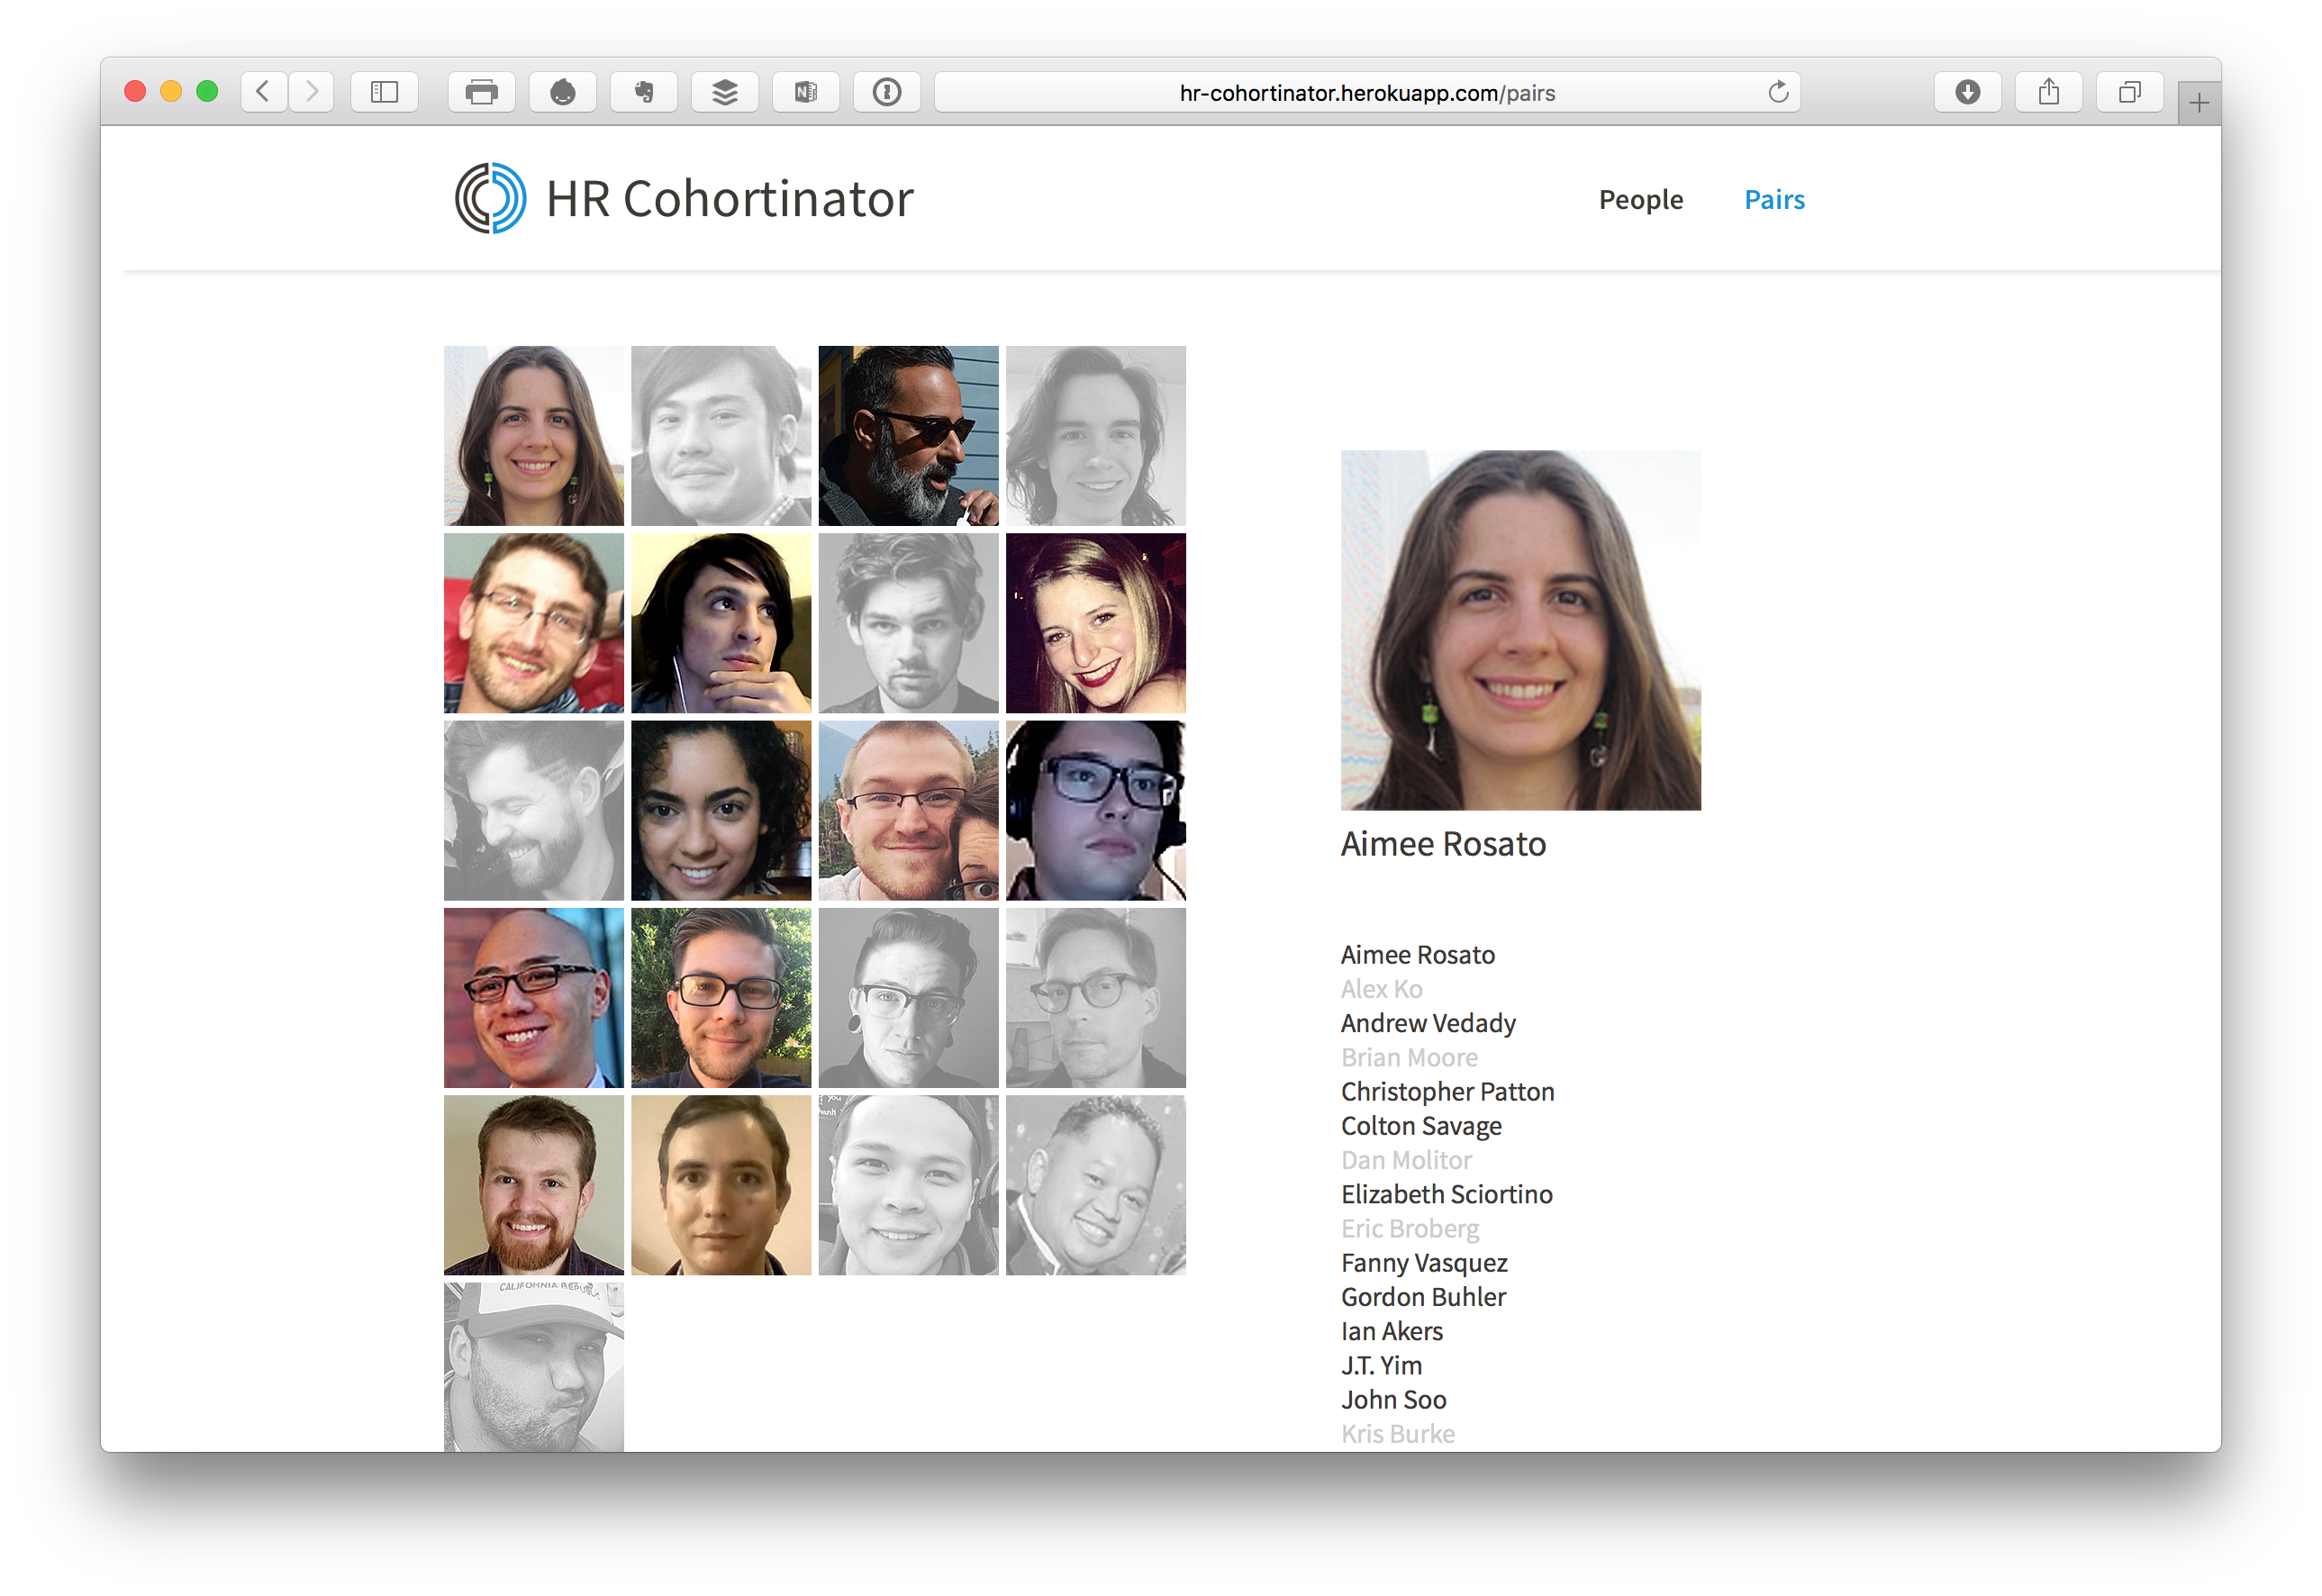 hr-cohortinator.herokuapp.com/pairs
HR Cohortinator
People
Pairs
Aimee Rosato
Aimee Rosato
Alex Ko
Andrew Vedady
Brian Moore
Christopher Patton
Colton Savage
Dan Molitor
Elizabeth Sciortino
Eric Broberg
Fanny Vasquez
Gordon Buhler
Ian Akers
J.T. Yim
John Soo
Kris Burke
you
CALIFORNIA